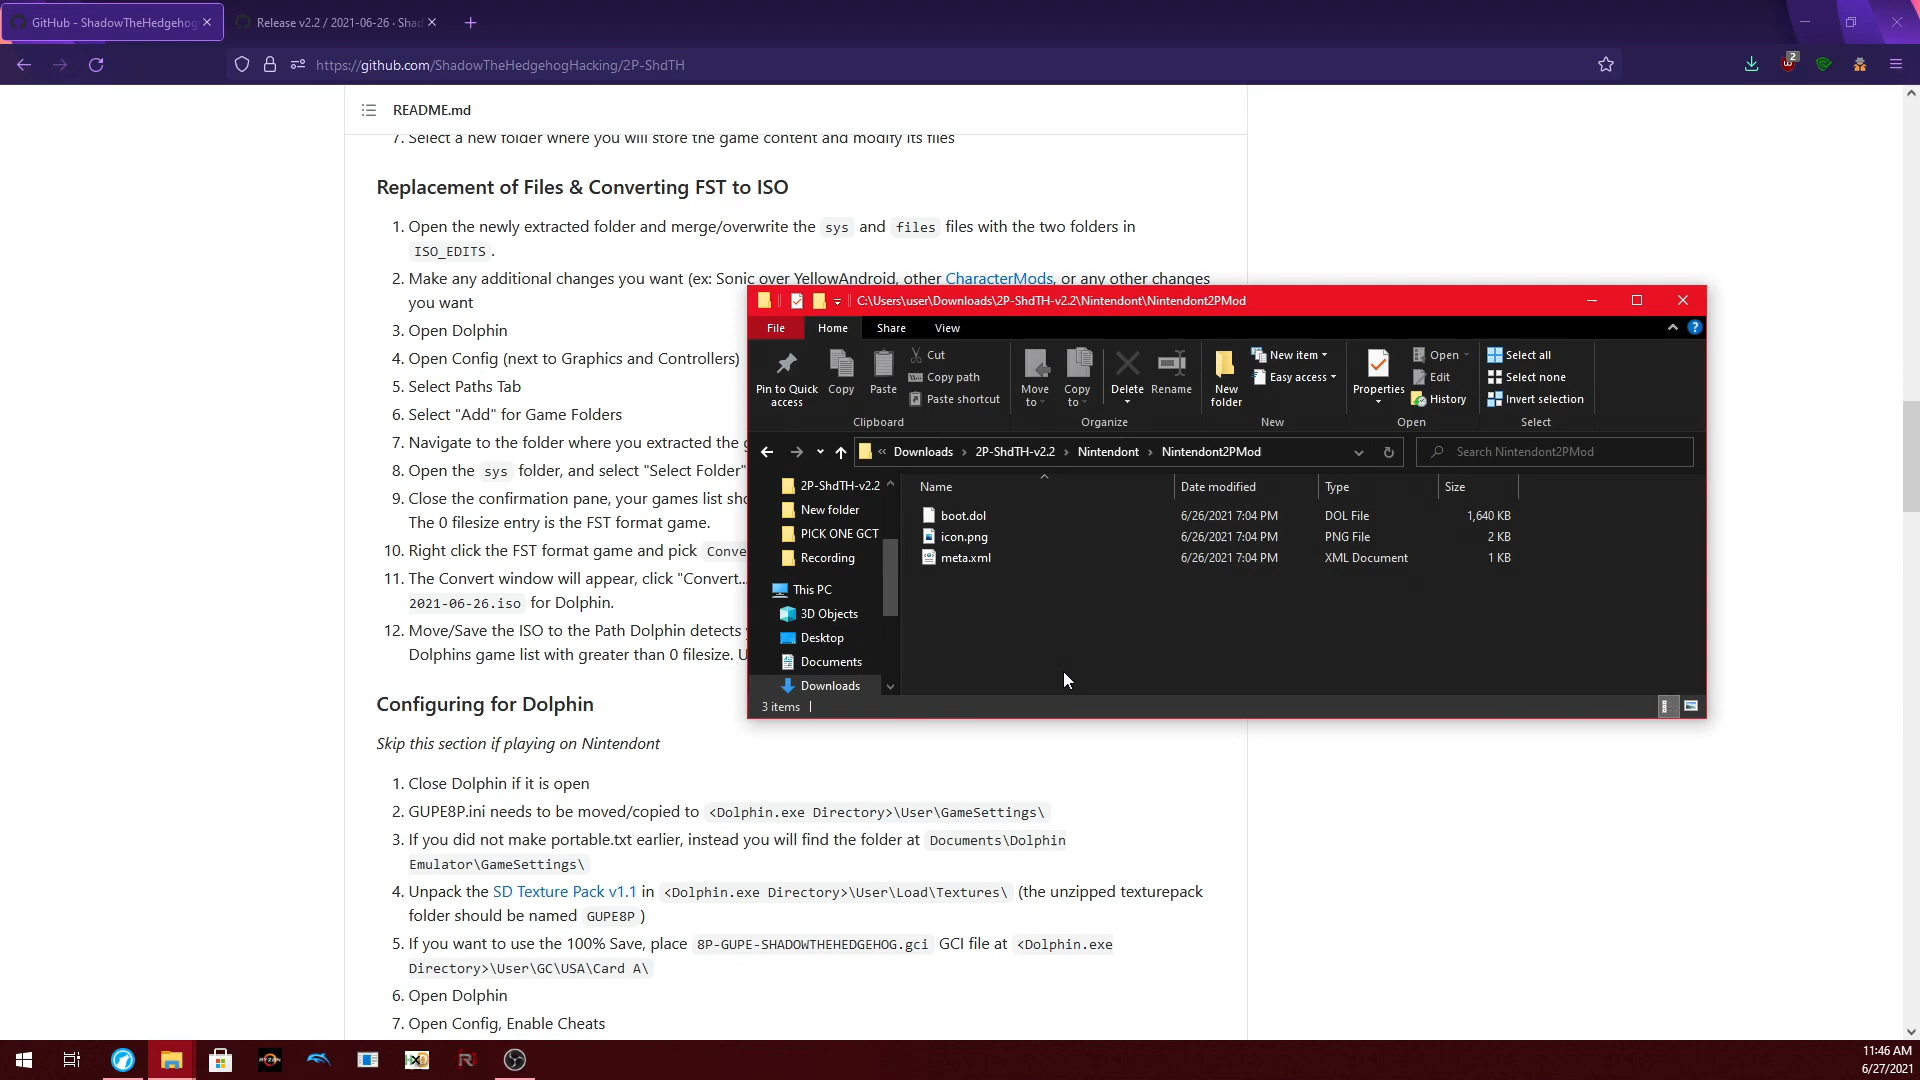 GitHub - ShadowTheHedgehog
Release v2.2 / 2021-06-26 · Shad
https://github.com/ShadowTheHedgehogHacking/2P-ShdTH
2
README.md
7. Select a new folder where you will store the game content and modify its files
Replacement of Files & Converting FST to ISO
1. Open the newly extracted folder and merge/overwrite the sys and files files with the two folders in
ISO_EDITS .
2. Make any additional changes you want (ex: Sonic over YellowAndroid, other CharacterMods, or any other changes
you want
3. Open Dolphin
4. Open Config (next to Graphics and Controllers)
5. Select Paths Tab
6. Select "Add" for Game Folders
7. Navigate to the folder where you extracted the g
8. Open the sys folder, and select "Select Folder"
9. Close the confirmation pane, your games list sho
The 0 filesize entry is the FST format game.
10. Right click the FST format game and pick Conve
11. The Convert window will appear, click "Convert...
2021-06-26.iso for Dolphin.
12. Move/Save the ISO to the Path Dolphin detects y
Dolphins game list with greater than 0 filesize. U
Configuring for Dolphin
Skip this section if playing on Nintendont
1. Close Dolphin if it is open
2. GUPE8P.ini needs to be moved/copied to <Dolphin.exe Directory>\User\GameSettings\
3. If you did not make portable.txt earlier, instead you will find the folder at Documents\Dolphin
Emulator\GameSettings\
4. Unpack the SD Texture Pack v1.1 in <Dolphin.exe Directory>\User\Load\Textures\ (the unzipped texturepack
folder should be named GUPE8P )
5. If you want to use the 100% Save, place 8P-GUPE-SHADOWTHEHEDGEHOG.gci GCI file at <Dolphin.exe
Directory>\User\GC\USA\Card A\
6. Open Dolphin
7. Open Config, Enable Cheats
C:\Users\user\Downloads\2P-ShdTH-v2.2\Nintendont\Nintendont2PMod
File Home Share View
Pin to Quick access
Copy
Paste
Cut
Copy path
Paste shortcut
Clipboard
Move to
Copy to
Delete
Rename
Organize
New folder
New item
Easy access
New
Properties
Open
Edit
History
Open
Select all
Select none
Invert selection
Select
« Downloads › 2P-ShdTH-v2.2 › Nintendont › Nintendont2PMod
Search Nintendont2PMod
2P-ShdTH-v2.2
New folder
PICK ONE GCT
Recording
This PC
3D Objects
Desktop
Documents
Downloads
Name Date modified Type Size
boot.dol 6/26/2021 7:04 PM DOL File 1,640 KB
icon.png 6/26/2021 7:04 PM PNG File 2 KB
meta.xml 6/26/2021 7:04 PM XML Document 1 KB
3 items
RYZEN
HXD
11:46 AM
6/27/2021